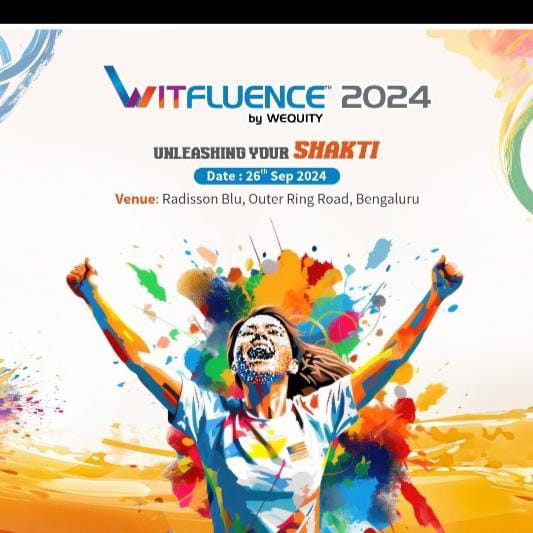 WITFLUENCE™ 2024
by WEQUITY
UNLEASHING YOUR SHAKTI
Date : 26th Sep 2024
Venue: Radisson Blu, Outer Ring Road, Bengaluru